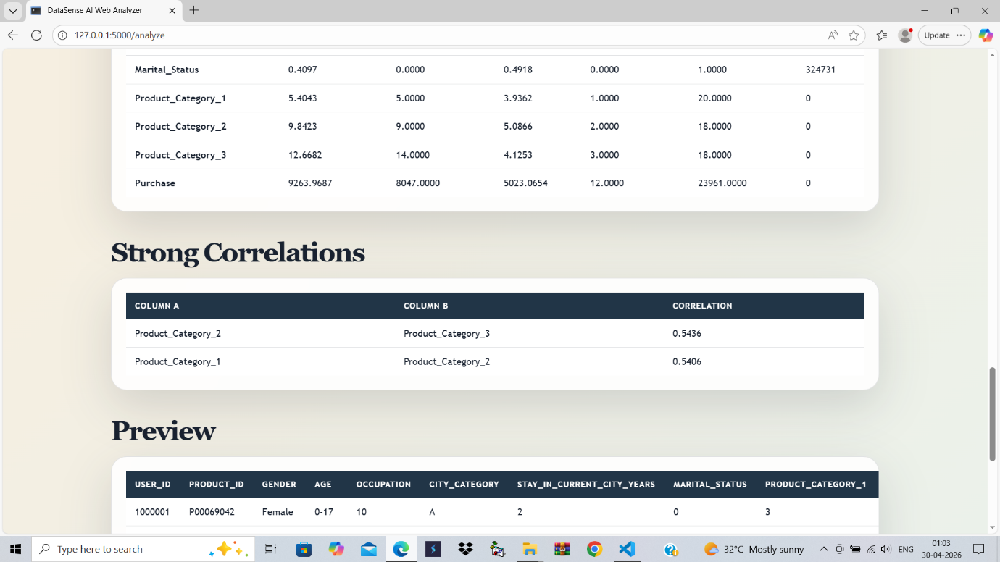 DataSense AI Web Analyzer
127.0.0.1:5000/analyze
Update
Marital_Status 0.4097 0.0000 0.4918 0.0000 1.0000 324731
Product_Category_1 5.4043 5.0000 3.9362 1.0000 20.0000 0
Product_Category_2 9.8423 9.0000 5.0866 2.0000 18.0000 0
Product_Category_3 12.6682 14.0000 4.1253 3.0000 18.0000 0
Purchase 9263.9687 8047.0000 5023.0654 12.0000 23961.0000 0
Strong Correlations
COLUMN A COLUMN B CORRELATION
Product_Category_2 Product_Category_3 0.5436
Product_Category_1 Product_Category_2 0.5406
Preview
USER_ID PRODUCT_ID GENDER AGE OCCUPATION CITY_CATEGORY STAY_IN_CURRENT_CITY_YEARS MARITAL_STATUS PRODUCT_CATEGORY_1
1000001 P00069042 Female 0-17 10 A 2 0 3
Type here to search
32°C Mostly sunny
ENG
01:03
30-04-2026